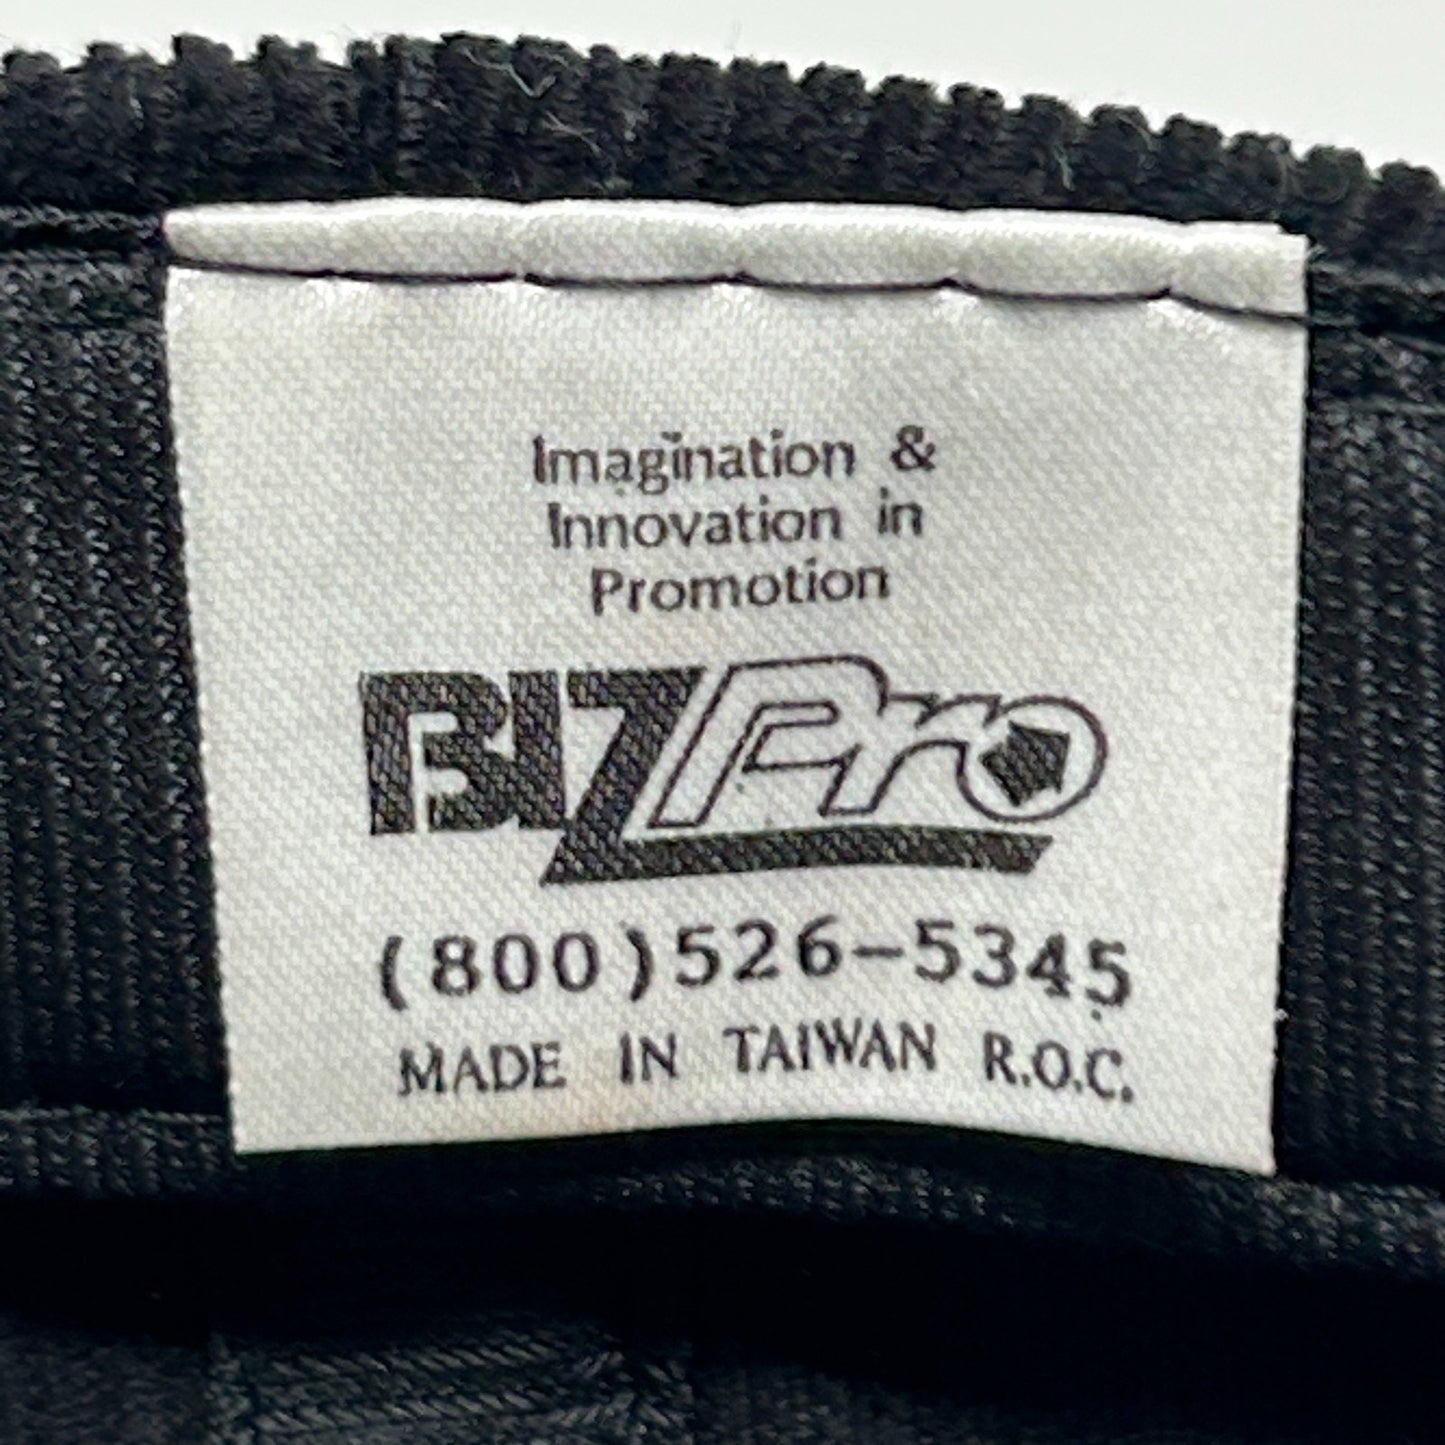 Imagination &
Innovation in
Promotion
BIZPro
(800)526-5345
MADE IN TAIWAN R.O.C.